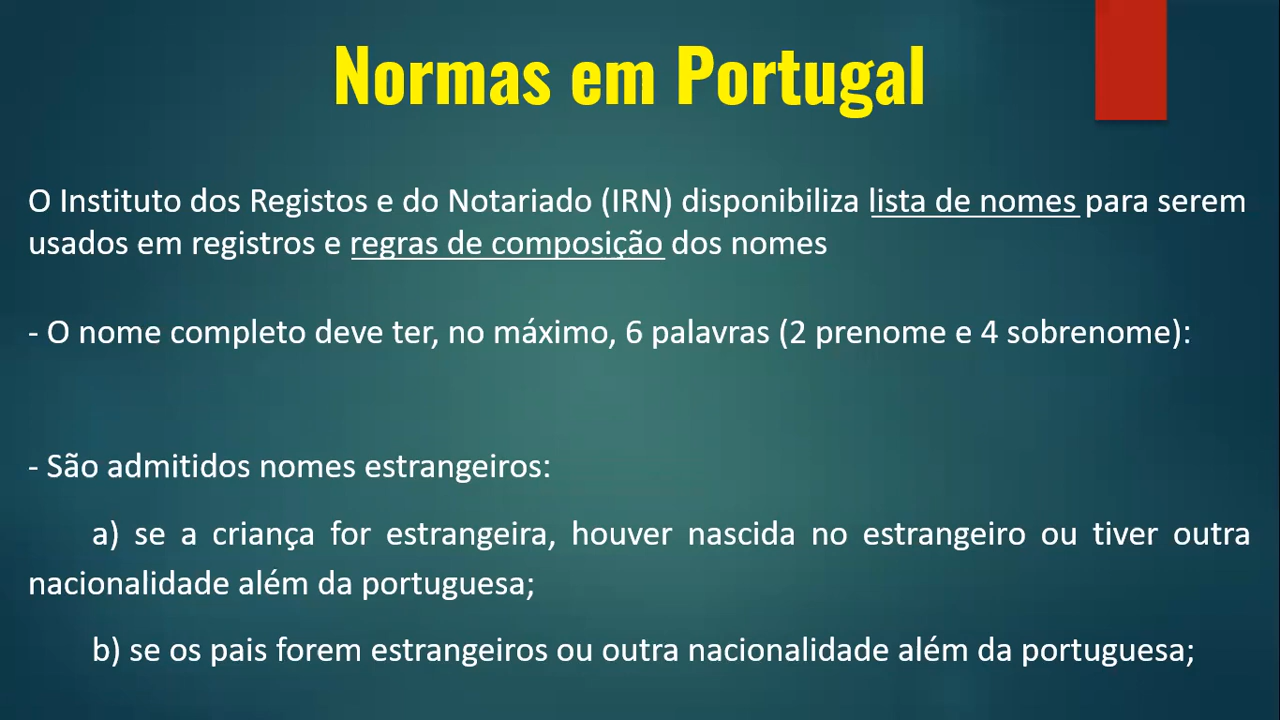 Normas em Portugal
O Instituto dos Registos e do Notariado (IRN) disponibiliza lista de nomes para serem
usados em registros e regras de composição dos nomes
- O nome completo deve ter, no máximo, 6 palavras (2 prenome e 4 sobrenome):
- São admitidos nomes estrangeiros:
a) se a criança for estrangeira, houver nascida no estrangeiro ou tiver outra
nacionalidade além da portuguesa;
b) se os pais forem estrangeiros ou outra nacionalidade além da portuguesa;